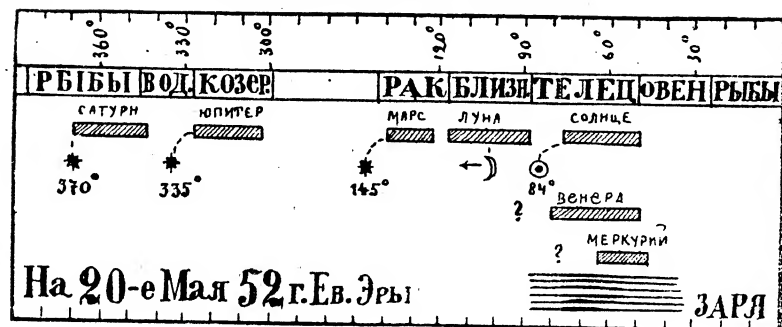 360° 330° 300° 120° 90° 60° 30°
РЫБЫ ВОД. КОЗЕР. РАК БЛИЗН. ТЕЛЕЦ ОВЕН РЫБЫ
САТУРН ЮПИТЕР МАРС ЛУНА СОЛНЦЕ
370° 335° 145° 84°
? ВЕНЕРА
? МЕРКУРИЙ
На 20-е Мая 52 г. Ев. Эры ЗАРЯ